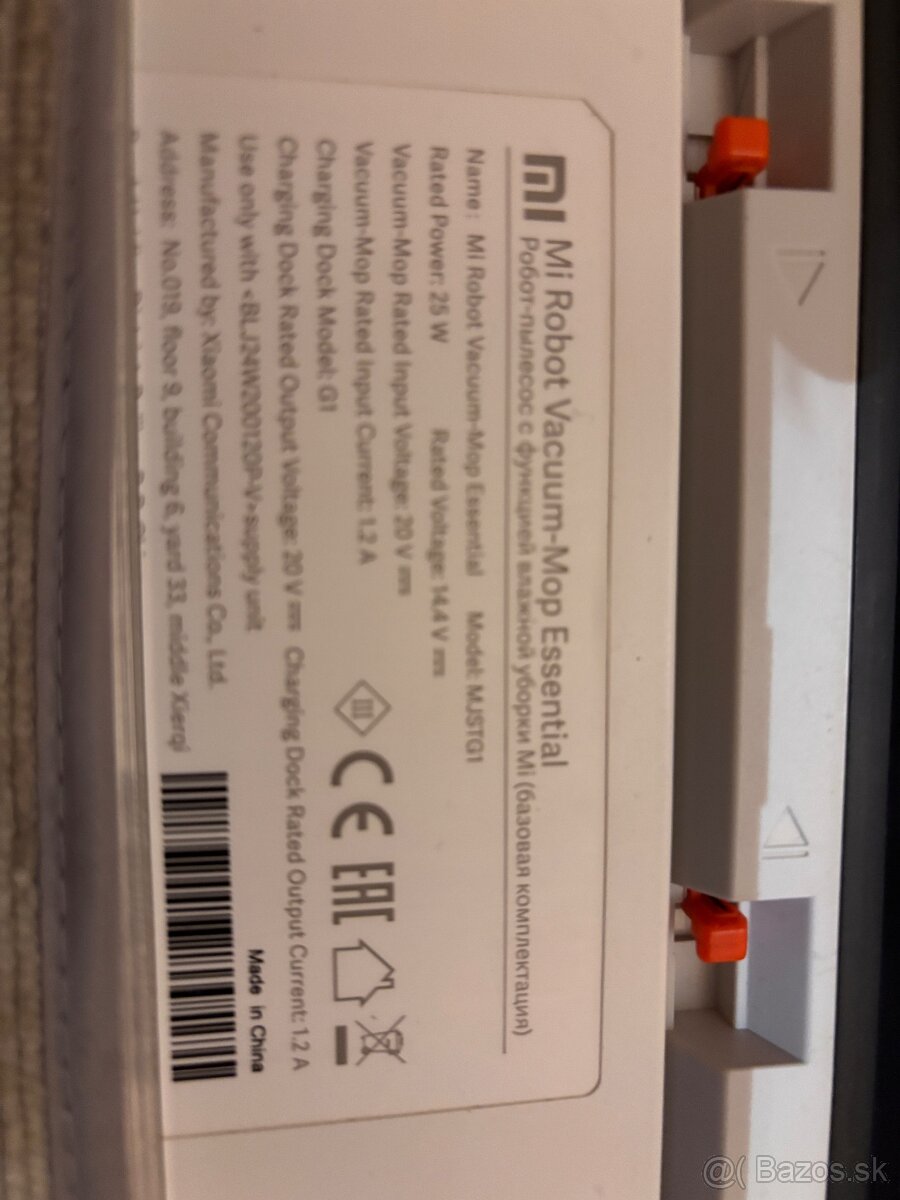 mi Mi Robot Vacuum-Mop Essential
Робот-пылесос с функцией влажной уборки Mi (базовая комплектация)
Name: Mi Robot Vacuum-Mop Essential Model: MJSTG1
Rated Power: 25 W Rated Voltage: 14.4 V
Vacuum-Mop Rated Input Voltage: 20 V
Vacuum-Mop Rated Input Current: 1.2 A
Charging Dock Model: G1
Charging Dock Rated Output Voltage: 20 V Charging Dock Rated Output Current: 1.2 A
Use only with <BLJ24W200120P-V> supply unit
Manufactured by: Xiaomi Communications Co., Ltd.
Address: No.019, floor 9, building 6, yard 33, middle Xierqi
III CE EAC
Made in China
@( Bazos.sk